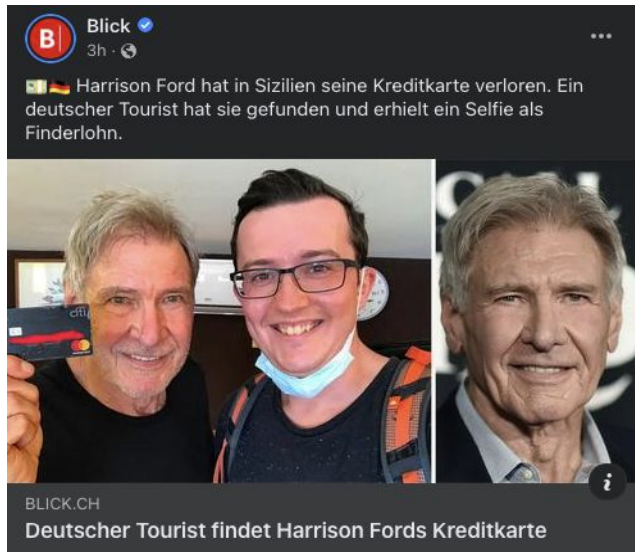 B
Blick
3h
Harrison Ford hat in Sizilien seine Kreditkarte verloren. Ein
deutscher Tourist hat sie gefunden und erhielt ein Selfie als
Finderlohn.
citi
i
BLICK.CH
Deutscher Tourist findet Harrison Fords Kreditkarte